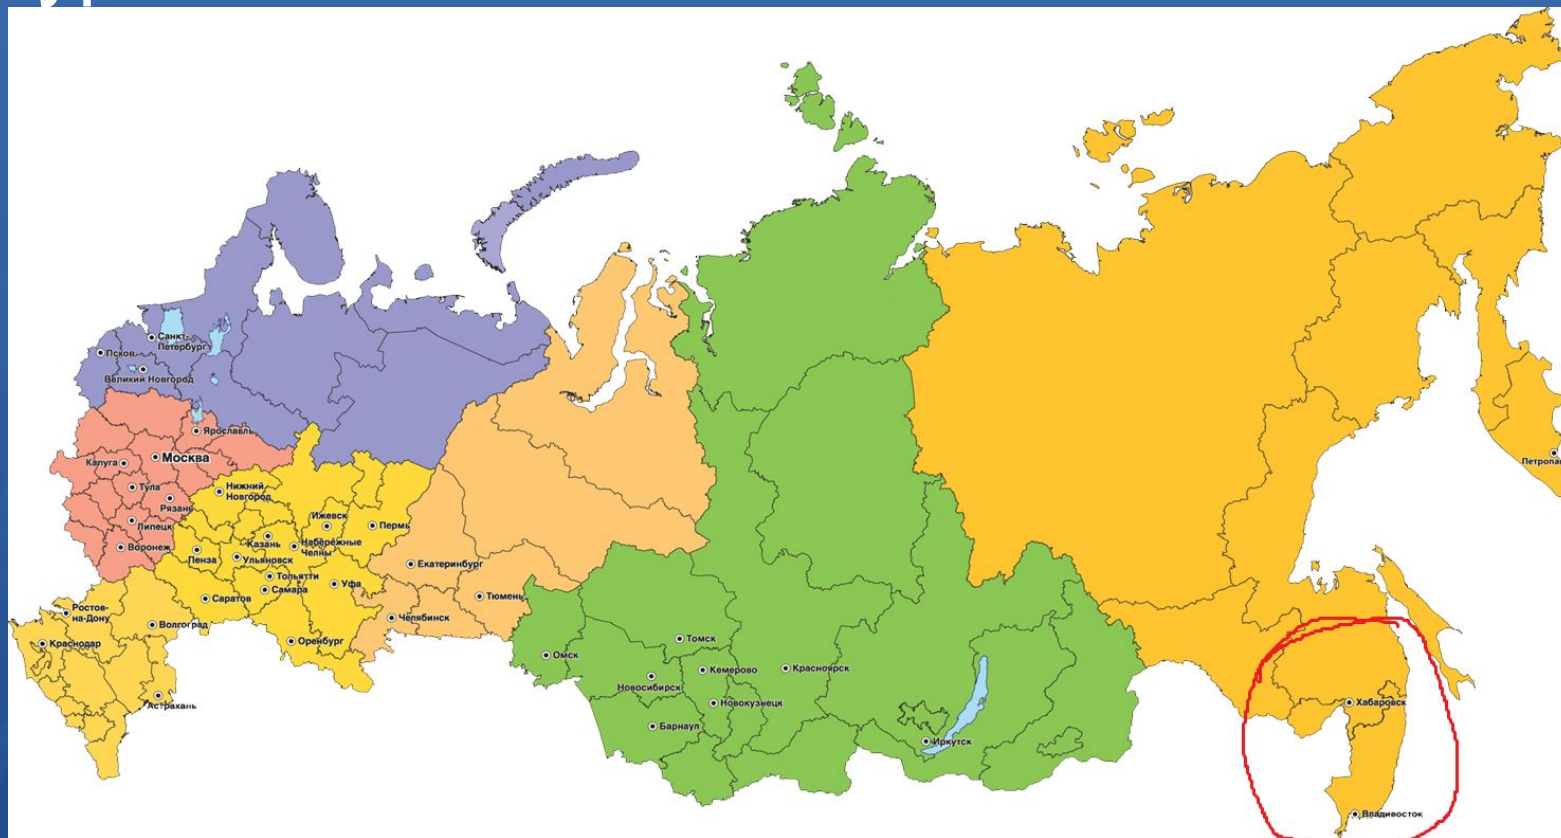 Санкт-
Петербург
Псков
Великий Новгород
Ярославль
Москва
Калуга
Тула
Рязань
Липецк
Воронеж
Нижний
Новгород
Ижевск
Пермь
Казань
Набережные
Челны
Пенза
Ульяновск
Тольятти
Самара
Уфа
Саратов
Оренбург
Ростов-
на-Дону
Волгоград
Краснодар
Астрахань
Екатеринбург
Тюмень
Челябинск
Омск
Томск
Новосибирск
Кемерово
Красноярск
Новокузнецк
Барнаул
Иркутск
Хабаровск
Владивосток